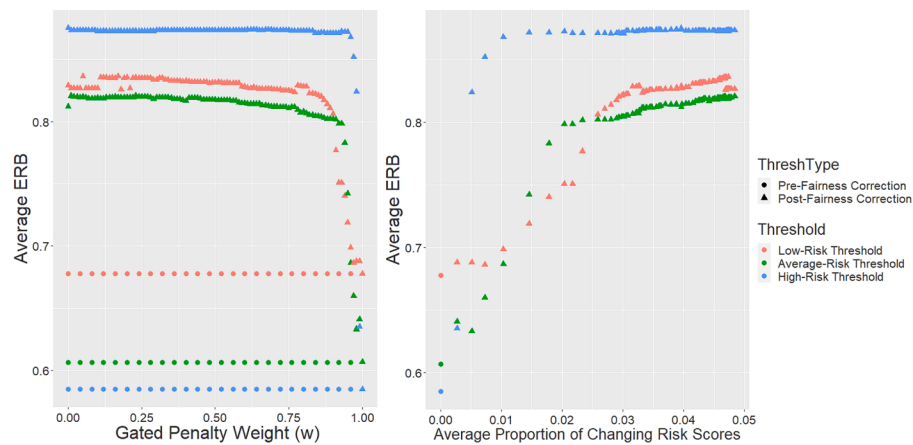 Average ERB
0.8
0.7
0.6
0.00
0.25
0.50
0.75
1.00
Gated Penalty Weight (w)
Average ERB
0.8
0.7
0.6
0.00
0.01
0.02
0.03
0.04
0.05
Average Proportion of Changing Risk Scores
ThreshType
Pre-Fairness Correction
Post-Fairness Correction
Threshold
Low-Risk Threshold
Average-Risk Threshold
High-Risk Threshold